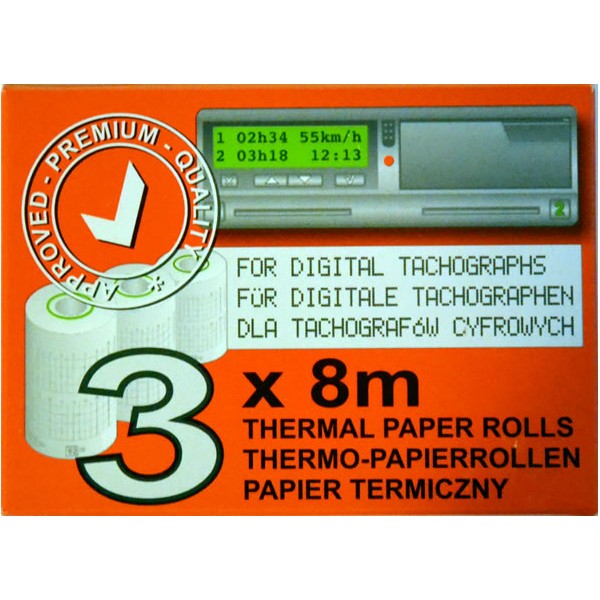 APPROVED - PREMIUM - QUALITY
1 02h34 55km/h
2 03h18 12:13
2
FOR DIGITAL TACHOGRAPHS
FÜR DIGITALE TACHOGRAPHEN
DLA TACHOGRAFóW CYFROWYCH
3 x 8m
THERMAL PAPER ROLLS
THERMO-PAPIERROLLEN
PAPIER TERMICZNY